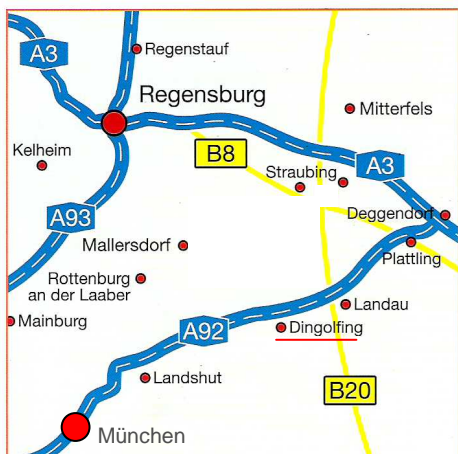 A3
Regenstauf
Regensburg
Mitterfels
B8
Kelheim
A3
Straubing
A93
Deggendorf
Mallersdorf
Plattling
Rottenburg
an der Laaber
Landau
Mainburg
A92
Dingolfing
Landshut
B20
München